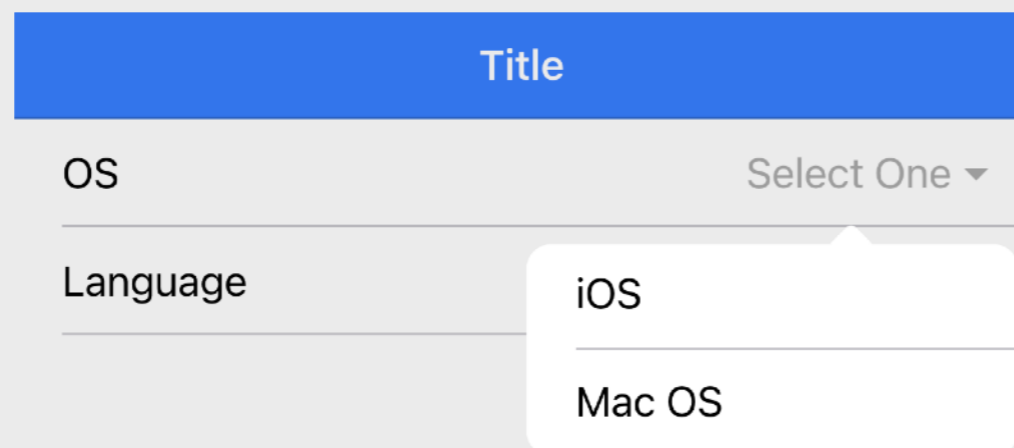 Title
OS Select One
Language
iOS
Mac OS